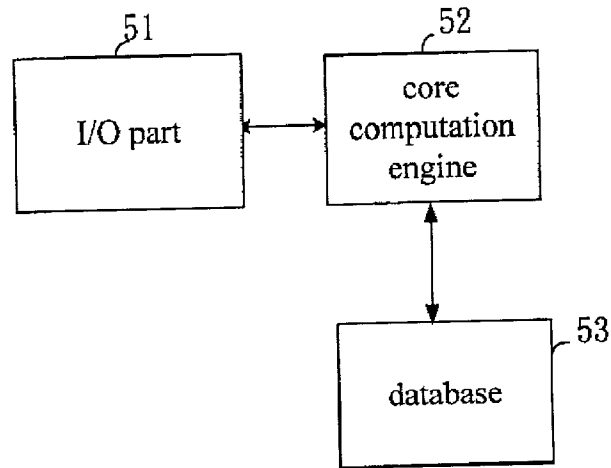 51
I/O part
52
core
computation
engine
53
database